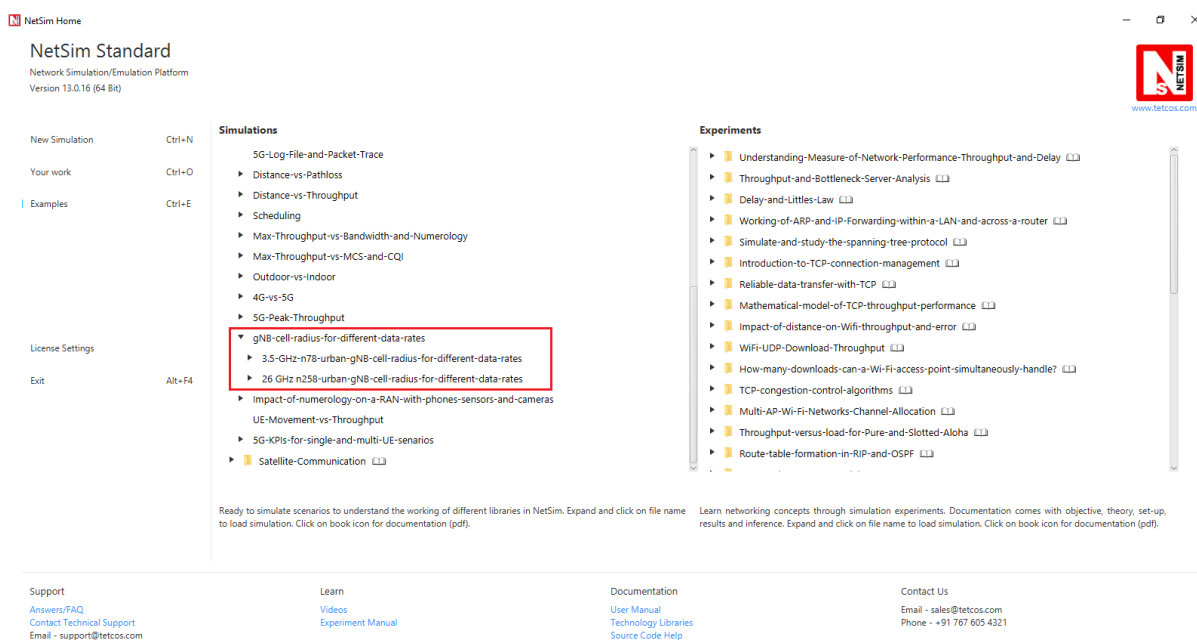 NetSim Home
NetSim Standard
Network Simulation/Emulation Platform
Version 13.0.16 (64 Bit)
NETSIM
N
S
www.tetcos.com
New Simulation Ctrl+N
Your work Ctrl+O
Examples Ctrl+E
License Settings
Exit Alt+F4
Simulations
5G-Log-File-and-Packet-Trace
Distance-vs-Pathloss
Distance-vs-Throughput
Scheduling
Max-Throughput-vs-Bandwidth-and-Numerology
Max-Throughput-vs-MCS-and-CQI
Outdoor-vs-Indoor
4G-vs-5G
5G-Peak-Throughput
gNB-cell-radius-for-different-data-rates
3.5-GHz-n78-urban-gNB-cell-radius-for-different-data-rates
26 GHz n258-urban-gNB-cell-radius-for-different-data-rates
Impact-of-numerology-on-a-RAN-with-phones-sensors-and-cameras
UE-Movement-vs-Throughput
5G-KPIs-for-single-and-multi-UE-senarios
Satellite-Communication
Ready to simulate scenarios to understand the working of different libraries in NetSim. Expand and click on file name
to load simulation. Click on book icon for documentation (pdf).
Experiments
Understanding-Measure-of-Network-Performance-Throughput-and-Delay
Throughput-and-Bottleneck-Server-Analysis
Delay-and-Littles-Law
Working-of-ARP-and-IP-Forwarding-within-a-LAN-and-across-a-router
Simulate-and-study-the-spanning-tree-protocol
Introduction-to-TCP-connection-management
Reliable-data-transfer-with-TCP
Mathematical-model-of-TCP-throughput-performance
Impact-of-distance-on-Wifi-throughput-and-error
WiFi-UDP-Download-Throughput
How-many-downloads-can-a-Wi-Fi-access-point-simultaneously-handle?
TCP-congestion-control-algorithms
Multi-AP-Wi-Fi-Networks-Channel-Allocation
Throughput-versus-load-for-Pure-and-Slotted-Aloha
Route-table-formation-in-RIP-and-OSPF
Learn networking concepts through simulation experiments. Documentation comes with objective, theory, set-up,
results and inference. Expand and click on file name to load simulation. Click on book icon for documentation (pdf).
Support
Answers/FAQ
Contact Technical Support
Email - support@tetcos.com
Learn
Videos
Experiment Manual
Documentation
User Manual
Technology Libraries
Source Code Help
Contact Us
Email - sales@tetcos.com
Phone - +91 767 605 4321